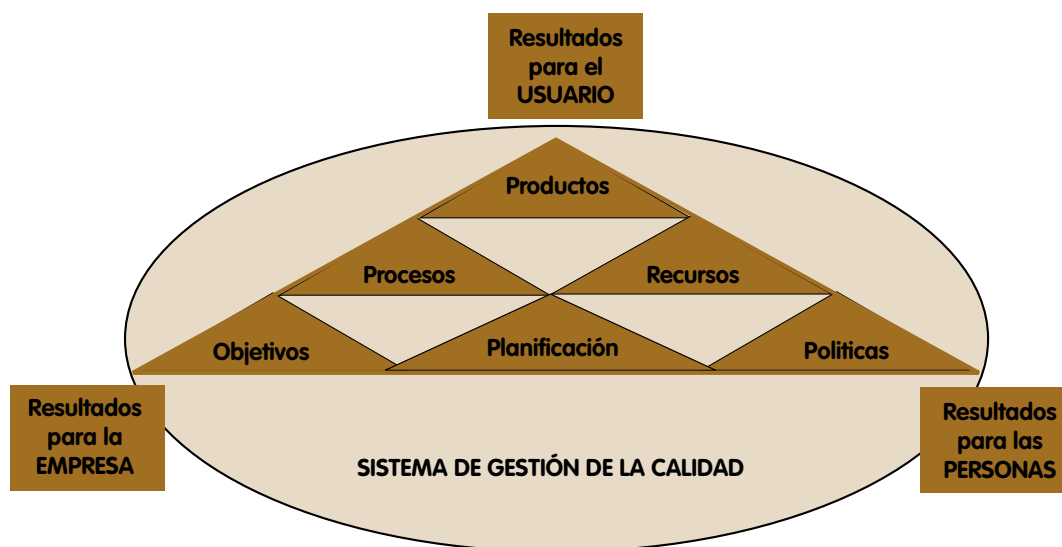 Resultados
para el
USUARIO
Productos
Procesos
Recursos
Objetivos
Planificación
Politicas
Resultados
para la
EMPRESA
Resultados
para las
PERSONAS
SISTEMA DE GESTIÓN DE LA CALIDAD